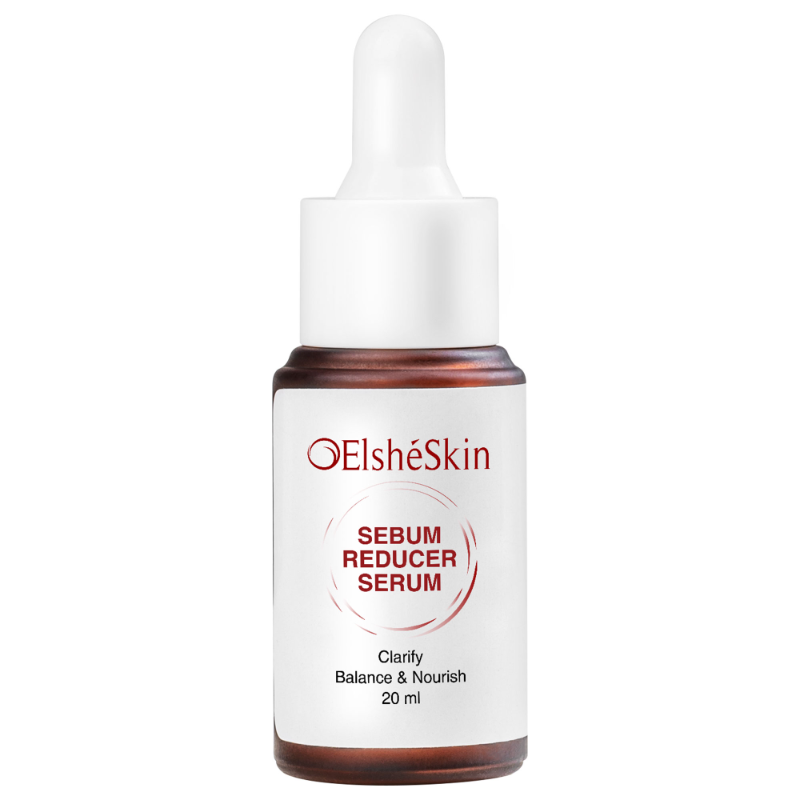 ElshéSkin
SEBUM
REDUCER
SERUM
Clarify
Balance & Nourish
20 ml